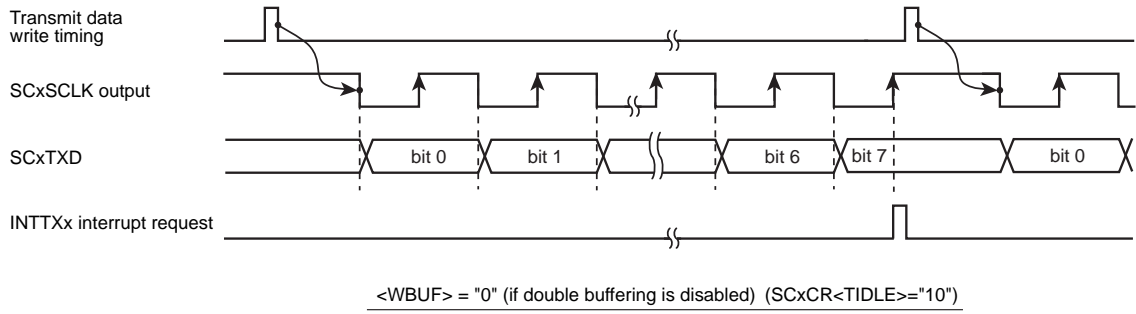 Transmit data
write timing
SCxSCLK output
SCxTXD
bit 0 bit 1 bit 6 bit 7 bit 0
INTTXx interrupt request
<WBUF> = "0" (if double buffering is disabled) (SCxCR<TIDLE>="10")